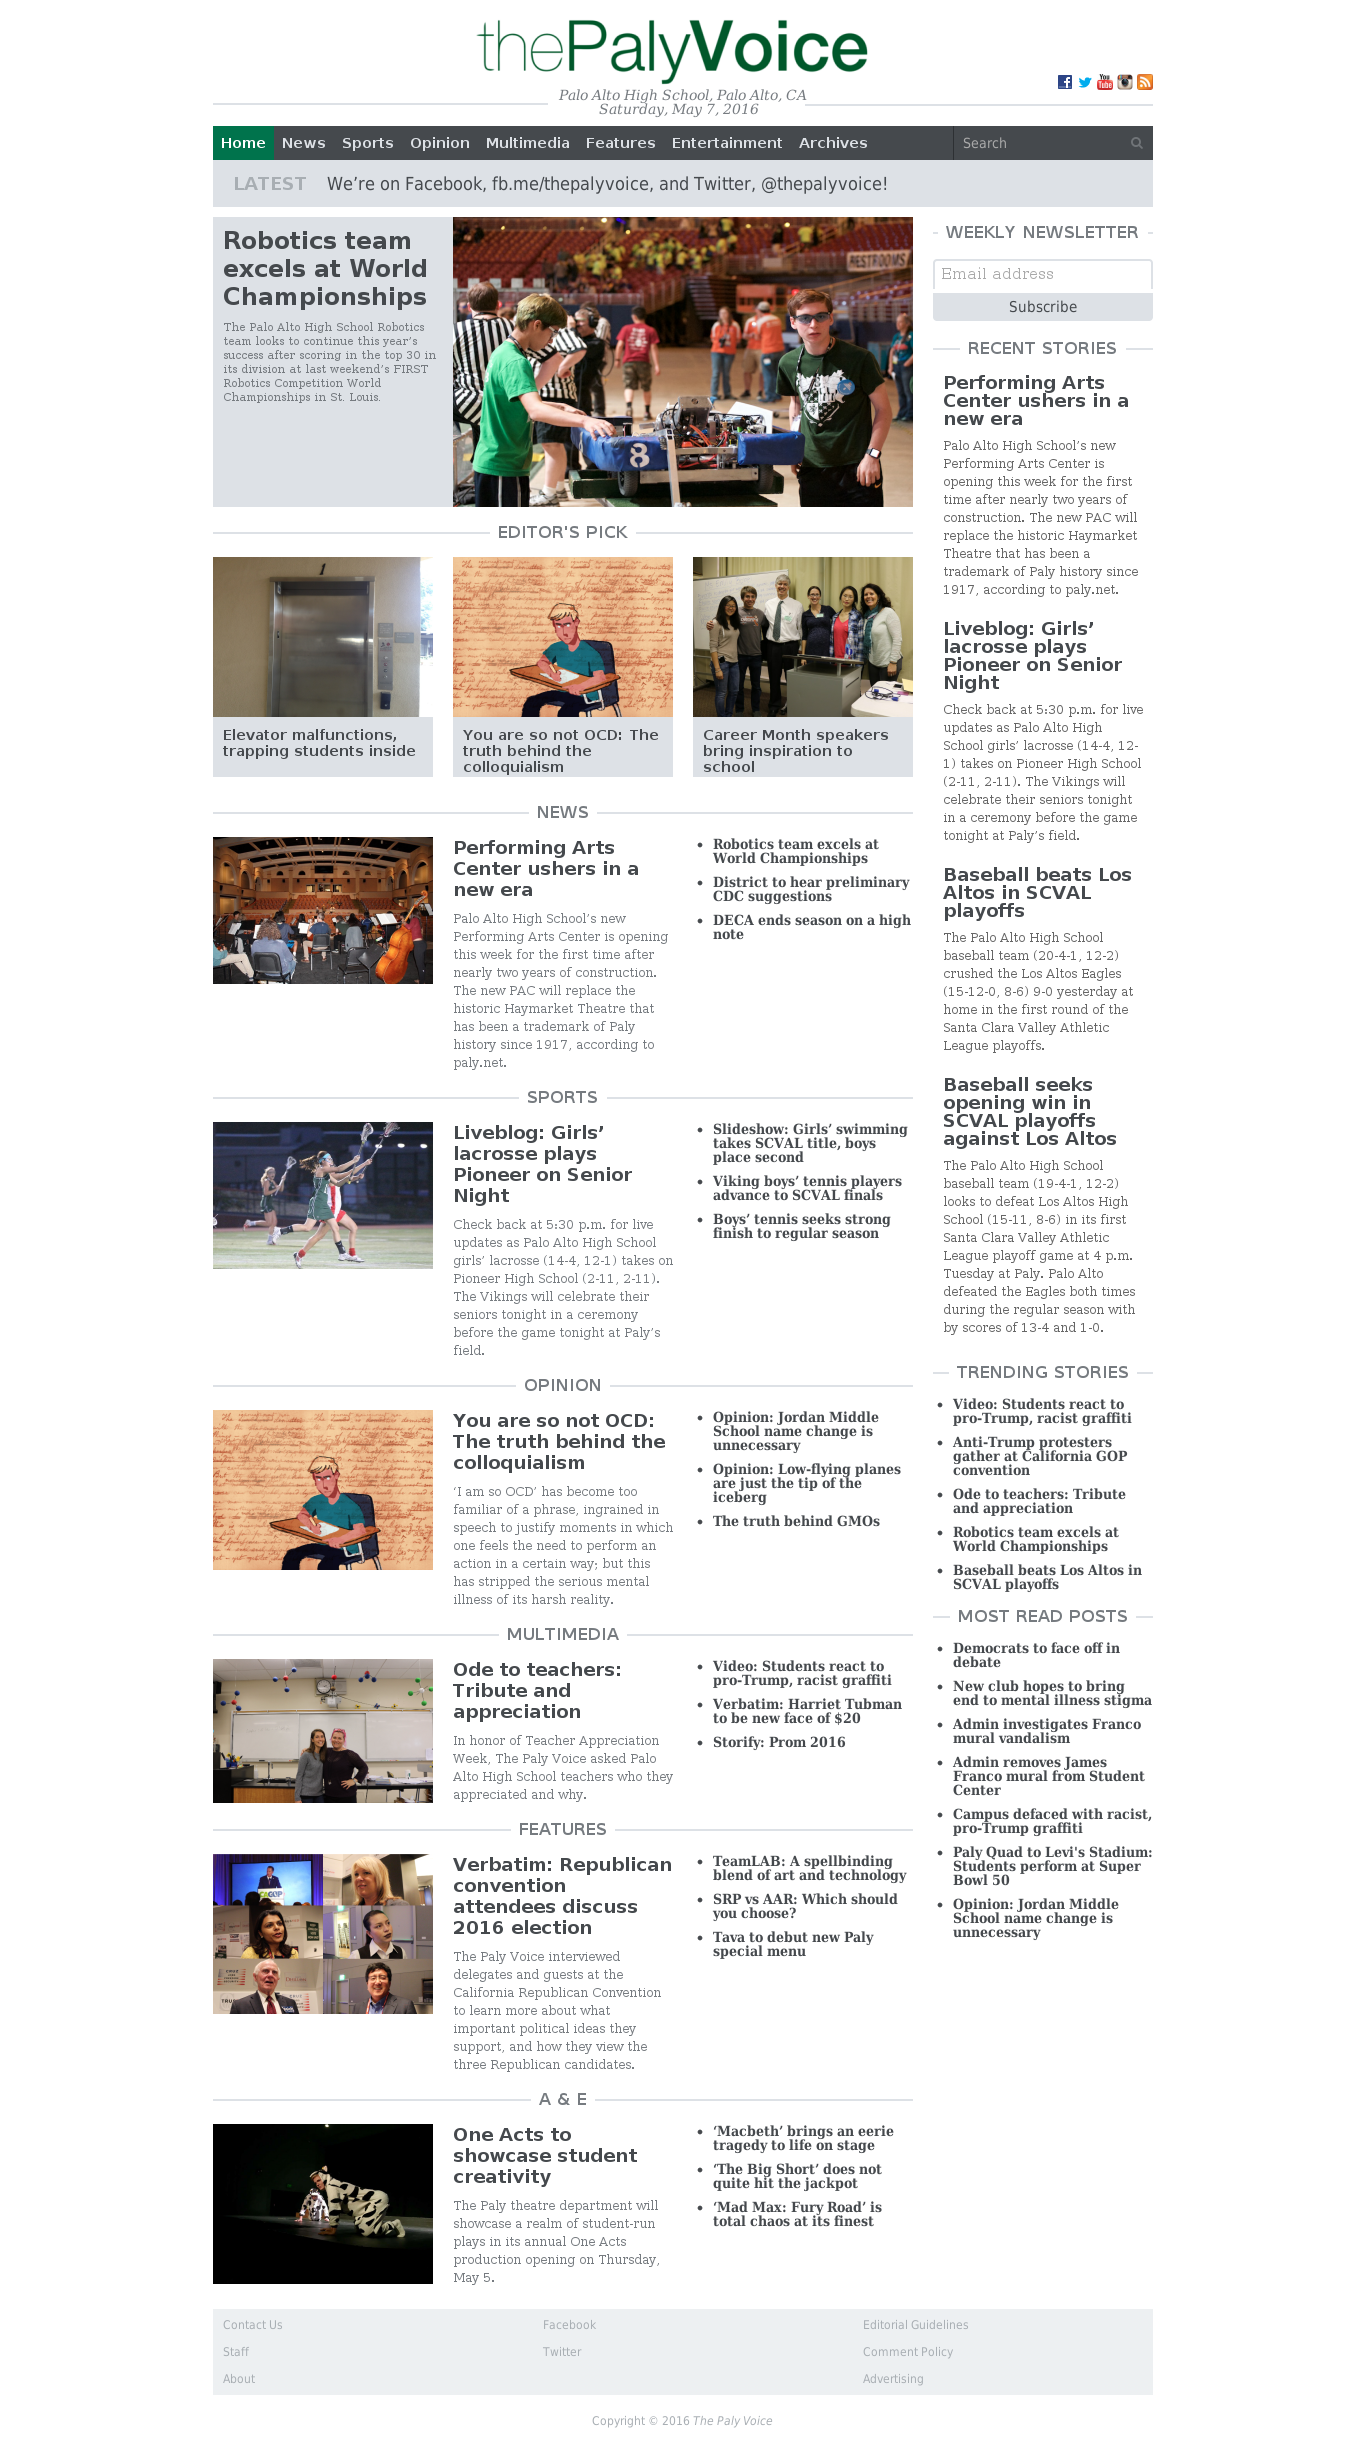 thePalyVoice
Palo Alto High School, Palo Alto, CA
Saturday, May 7, 2016
Home News Sports Opinion Multimedia Features Entertainment Archives Search
LATEST We’re on Facebook, fb.me/thepalyvoice, and Twitter, @thepalyvoice!
Robotics team
excels at World
Championships
The Palo Alto High School Robotics
team looks to continue this year’s
success after scoring in the top 30 in
its division at last weekend’s FIRST
Robotics Competition World
Championships in St. Louis.
RESTROOMS
8
EDITOR'S PICK
1
Elevator malfunctions,
trapping students inside
You are so not OCD: The
truth behind the
colloquialism
Career Month speakers
bring inspiration to
school
NEWS
Performing Arts
Center ushers in a
new era
Palo Alto High School’s new
Performing Arts Center is opening
this week for the first time after
nearly two years of construction.
The new PAC will replace the
historic Haymarket Theatre that
has been a trademark of Paly
history since 1917, according to
paly.net.
• Robotics team excels at
World Championships
• District to hear preliminary
CDC suggestions
• DECA ends season on a high
note
SPORTS
Liveblog: Girls’
lacrosse plays
Pioneer on Senior
Night
Check back at 5:30 p.m. for live
updates as Palo Alto High School
girls’ lacrosse (14-4, 12-1) takes on
Pioneer High School (2-11, 2-11).
The Vikings will celebrate their
seniors tonight in a ceremony
before the game tonight at Paly’s
field.
• Slideshow: Girls’ swimming
takes SCVAL title, boys
place second
• Viking boys’ tennis players
advance to SCVAL finals
• Boys’ tennis seeks strong
finish to regular season
OPINION
You are so not OCD:
The truth behind the
colloquialism
‘I am so OCD’ has become too
familiar of a phrase, ingrained in
speech to justify moments in which
one feels the need to perform an
action in a certain way; but this
has stripped the serious mental
illness of its harsh reality.
• Opinion: Jordan Middle
School name change is
unnecessary
• Opinion: Low-flying planes
are just the tip of the
iceberg
• The truth behind GMOs
MULTIMEDIA
Ode to teachers:
Tribute and
appreciation
In honor of Teacher Appreciation
Week, The Paly Voice asked Palo
Alto High School teachers who they
appreciated and why.
• Video: Students react to
pro-Trump, racist graffiti
• Verbatim: Harriet Tubman
to be new face of $20
• Storify: Prom 2016
FEATURES
Verbatim: Republican
convention
attendees discuss
2016 election
The Paly Voice interviewed
delegates and guests at the
California Republican Convention
to learn more about what
important political ideas they
support, and how they view the
three Republican candidates.
• TeamLAB: A spellbinding
blend of art and technology
• SRP vs AAR: Which should
you choose?
• Tava to debut new Paly
special menu
A & E
One Acts to
showcase student
creativity
The Paly theatre department will
showcase a realm of student-run
plays in its annual One Acts
production opening on Thursday,
May 5.
• ‘Macbeth’ brings an eerie
tragedy to life on stage
• ‘The Big Short’ does not
quite hit the jackpot
• ‘Mad Max: Fury Road’ is
total chaos at its finest
WEEKLY NEWSLETTER
Email address
Subscribe
RECENT STORIES
Performing Arts
Center ushers in a
new era
Palo Alto High School’s new
Performing Arts Center is
opening this week for the first
time after nearly two years of
construction. The new PAC will
replace the historic Haymarket
Theatre that has been a
trademark of Paly history since
1917, according to paly.net.
Liveblog: Girls’
lacrosse plays
Pioneer on Senior
Night
Check back at 5:30 p.m. for live
updates as Palo Alto High
School girls’ lacrosse (14-4, 12-
1) takes on Pioneer High School
(2-11, 2-11). The Vikings will
celebrate their seniors tonight
in a ceremony before the game
tonight at Paly’s field.
Baseball beats Los
Altos in SCVAL
playoffs
The Palo Alto High School
baseball team (20-4-1, 12-2)
crushed the Los Altos Eagles
(15-12-0, 8-6) 9-0 yesterday at
home in the first round of the
Santa Clara Valley Athletic
League playoffs.
Baseball seeks
opening win in
SCVAL playoffs
against Los Altos
The Palo Alto High School
baseball team (19-4-1, 12-2)
looks to defeat Los Altos High
School (15-11, 8-6) in its first
Santa Clara Valley Athletic
League playoff game at 4 p.m.
Tuesday at Paly. Palo Alto
defeated the Eagles both times
during the regular season with
by scores of 13-4 and 1-0.
TRENDING STORIES
• Video: Students react to
pro-Trump, racist graffiti
• Anti-Trump protesters
gather at California GOP
convention
• Ode to teachers: Tribute
and appreciation
• Robotics team excels at
World Championships
• Baseball beats Los Altos in
SCVAL playoffs
MOST READ POSTS
• Democrats to face off in
debate
• New club hopes to bring
end to mental illness stigma
• Admin investigates Franco
mural vandalism
• Admin removes James
Franco mural from Student
Center
• Campus defaced with racist,
pro-Trump graffiti
• Paly Quad to Levi's Stadium:
Students perform at Super
Bowl 50
• Opinion: Jordan Middle
School name change is
unnecessary
Contact Us Facebook Editorial Guidelines
Staff Twitter Comment Policy
About Advertising
Copyright © 2016 The Paly Voice